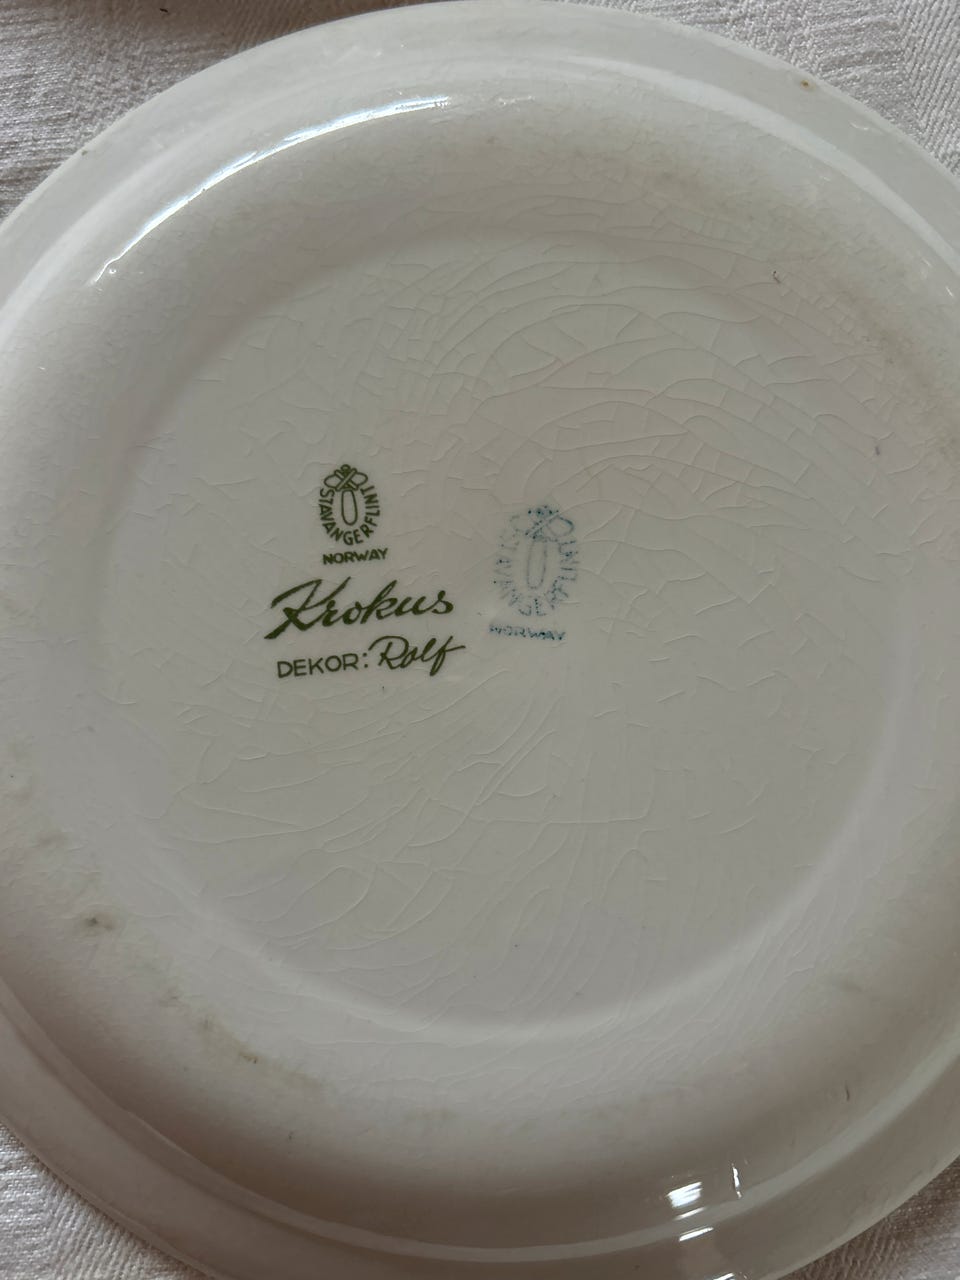 STAVANGERFLINT
NORWAY
Krokus
DEKOR: Rolf
STAVANGERFLINT
NORWAY